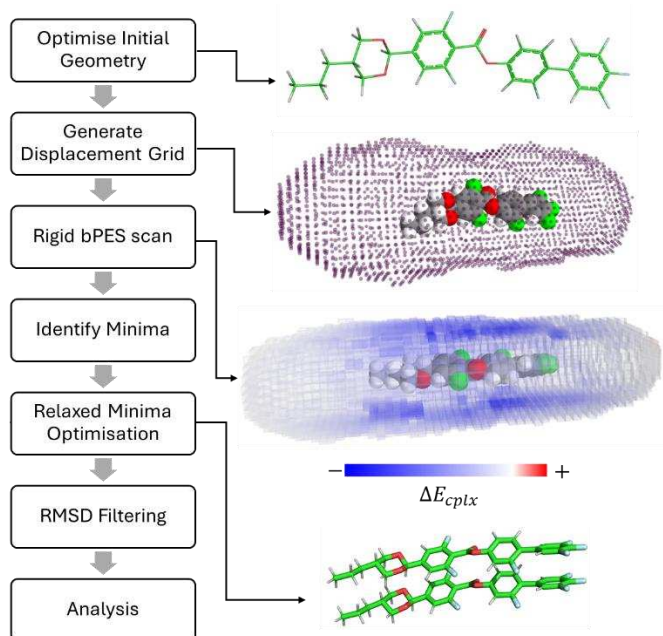 Optimise Initial
Geometry
Generate
Displacement Grid
Rigid bPES scan
Identify Minima
Relaxed Minima
Optimisation
RMSD Filtering
Analysis
− +
ΔE_cplx